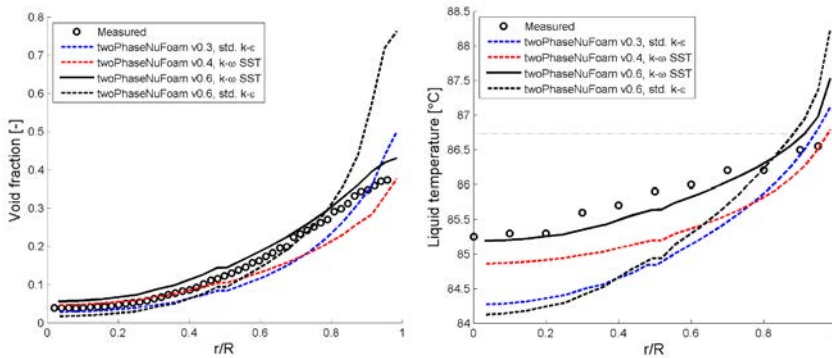 0.8
0.7
0.6
0.5
0.4
0.3
0.2
0.1
0
Void fraction [-]
Measured
twoPhaseNuFoam v0.3, std. k-ε
twoPhaseNuFoam v0.4, k-ω SST
twoPhaseNuFoam v0.6, k-ω SST
twoPhaseNuFoam v0.6, std. k-ε
0 0.2 0.4 0.6 0.8 1
r/R
88.5
88
87.5
87
86.5
86
85.5
85
84.5
84
Liquid temperature [°C]
Measured
twoPhaseNuFoam v0.3, std. k-ε
twoPhaseNuFoam v0.4, k-ω SST
twoPhaseNuFoam v0.6, k-ω SST
twoPhaseNuFoam v0.6, std. k-ε
0 0.2 0.4 0.6 0.8
r/R